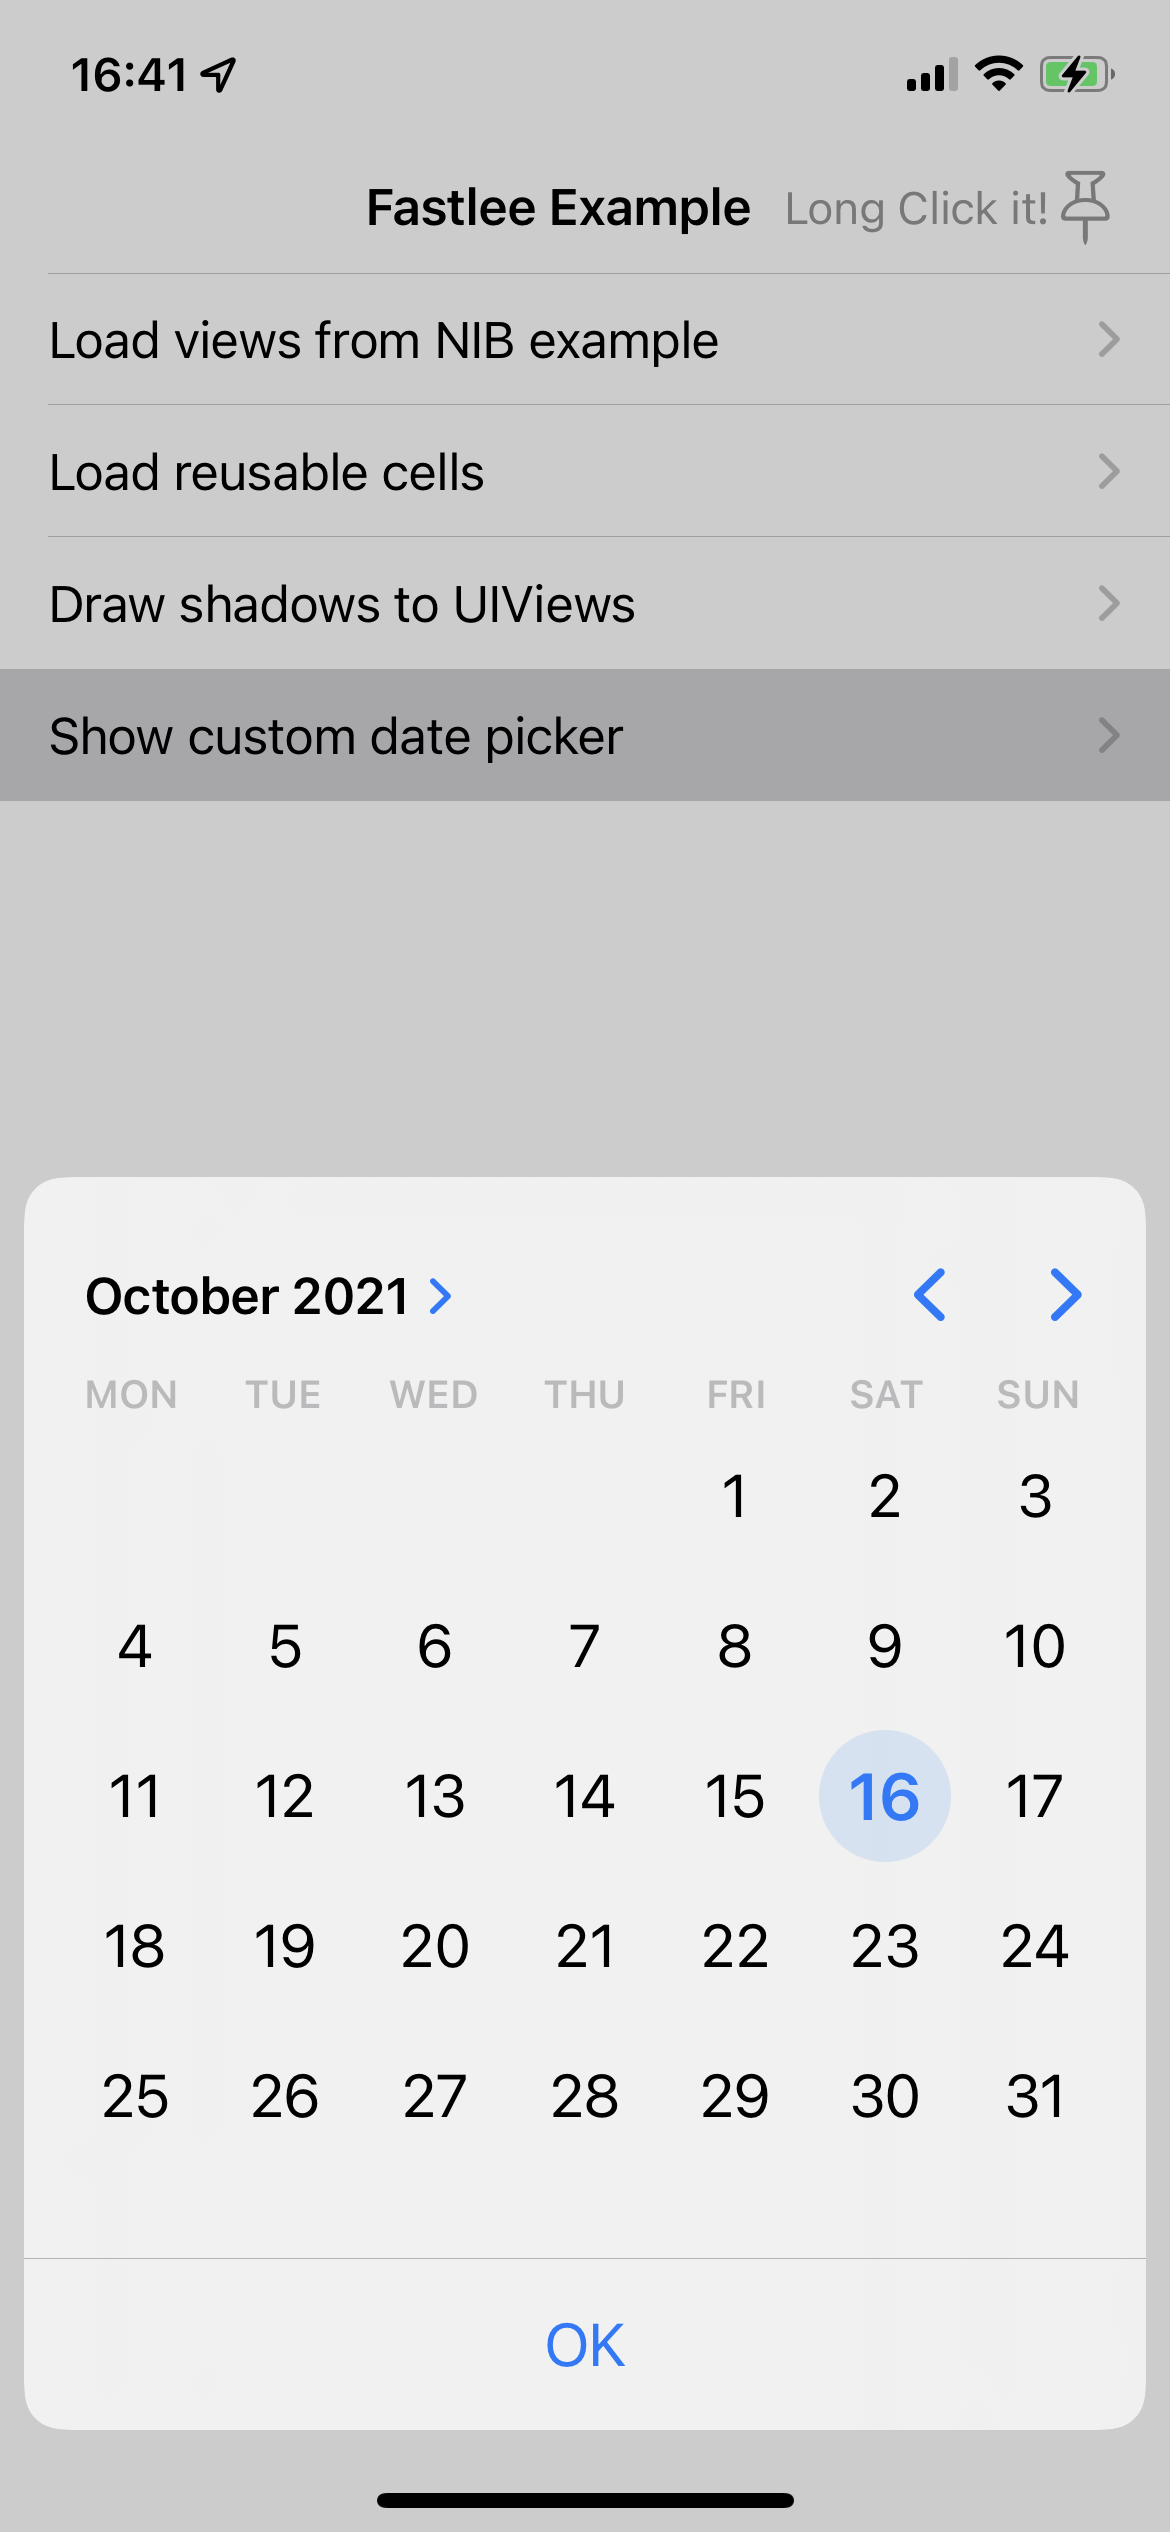 16:41
Fastlee Example Long Click it!
Load views from NIB example
Load reusable cells
Draw shadows to UIViews
Show custom date picker
October 2021
MON TUE WED THU FRI SAT SUN
1 2 3
4 5 6 7 8 9 10
11 12 13 14 15 16 17
18 19 20 21 22 23 24
25 26 27 28 29 30 31
OK